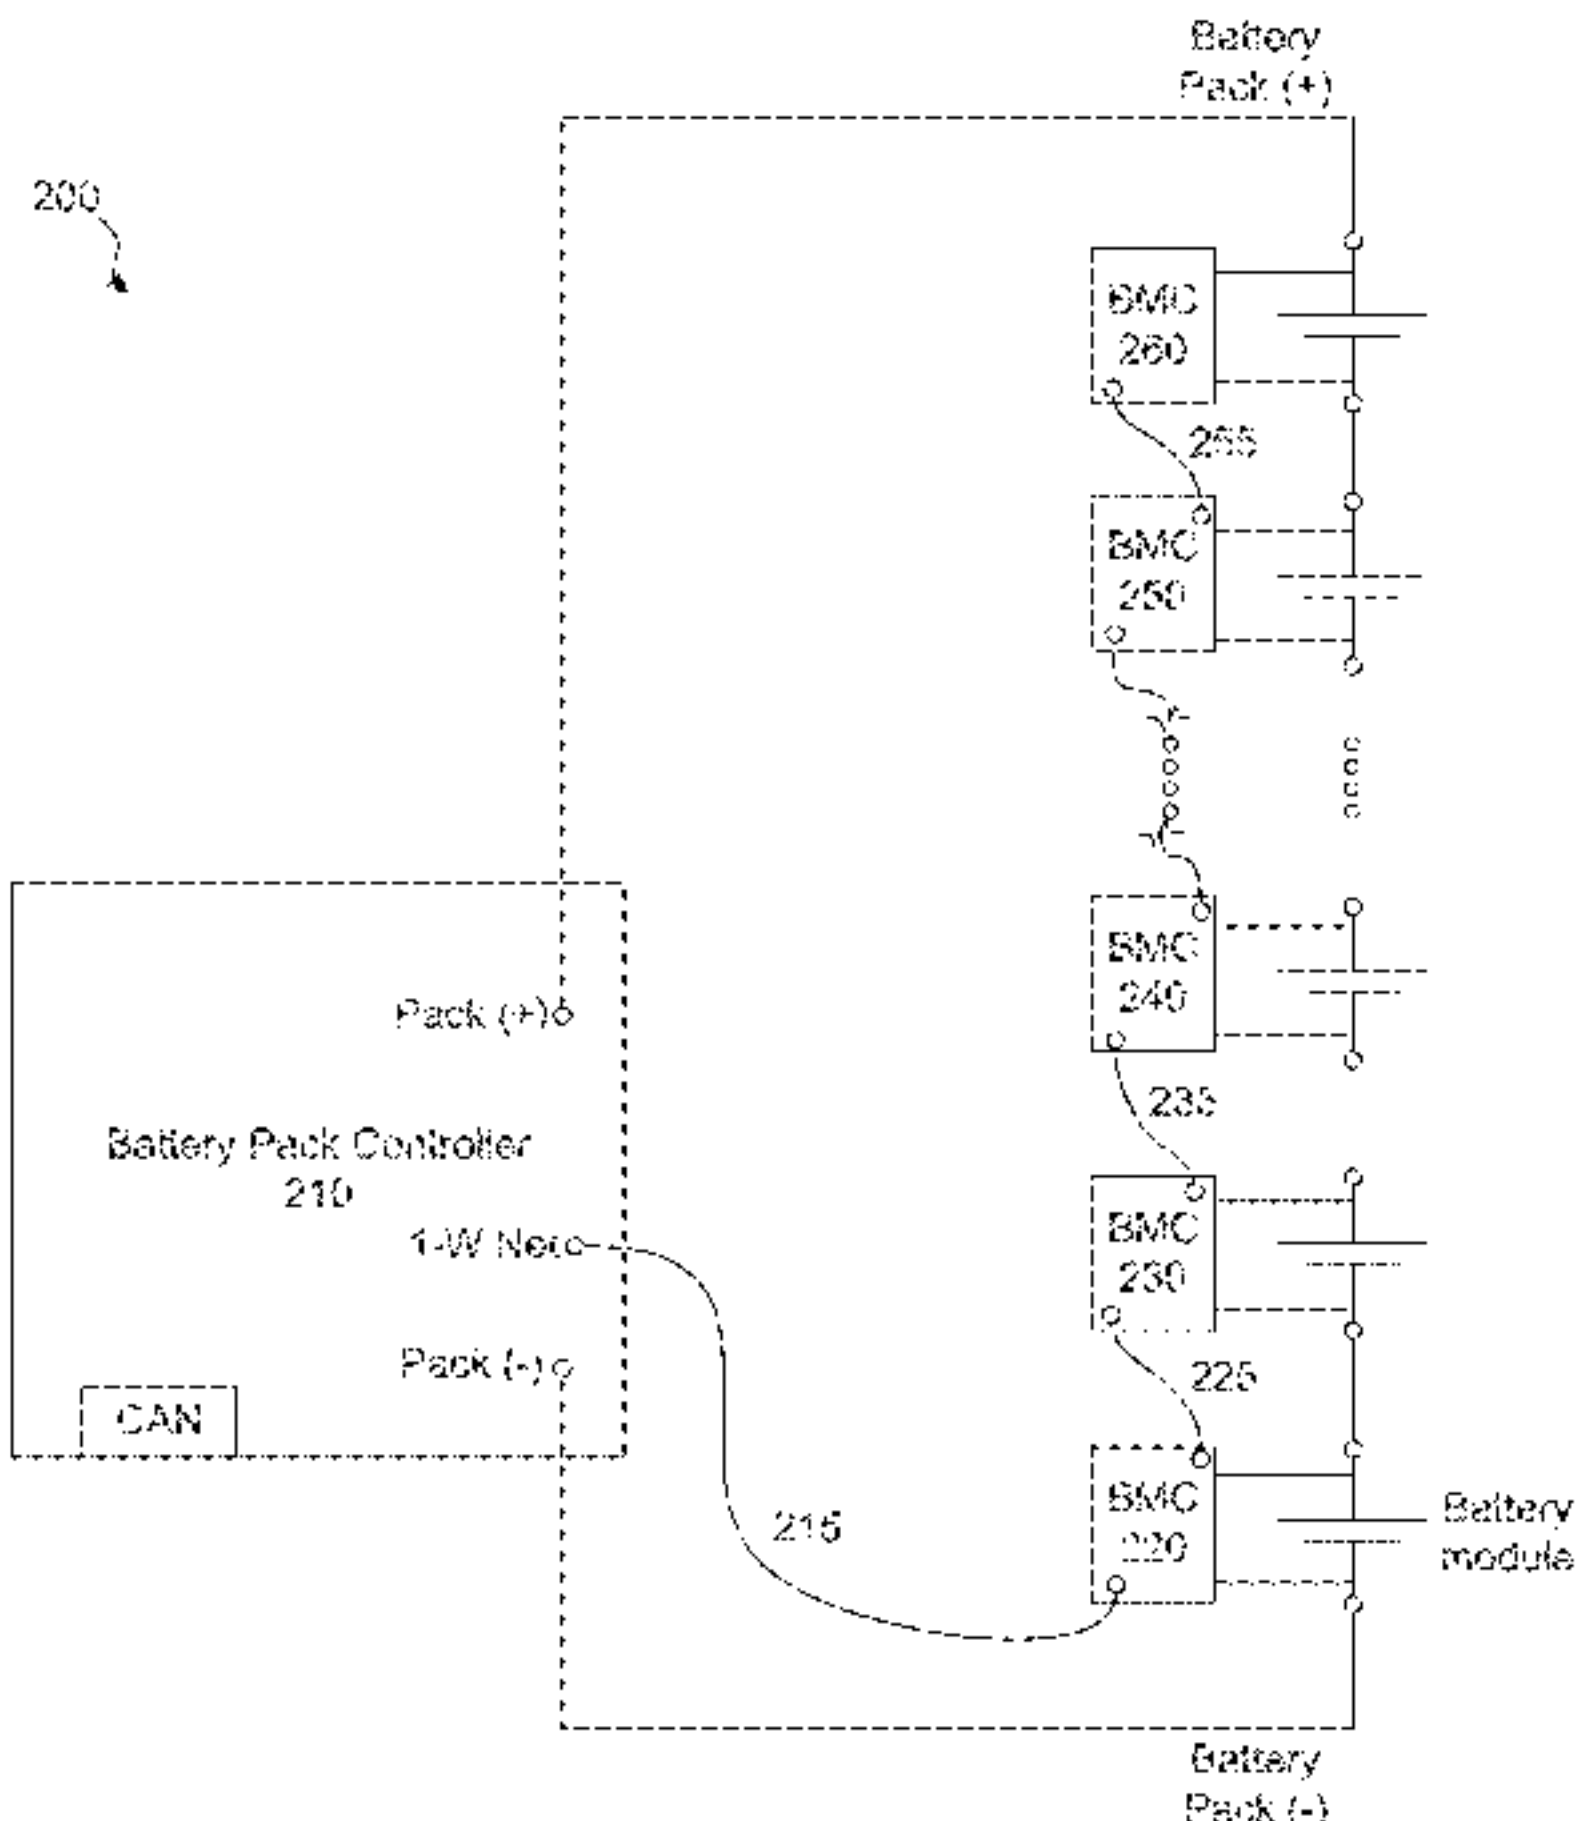 Battery
Pack (+)
200
BMC
260
255
BMC
250
BMC
240
Pack (+)
235
Battery Pack Controller
210
BMC
230
1-W Net
Pack (-)
225
CAN
BMC
220
215
Battery
module
Battery
Pack (-)